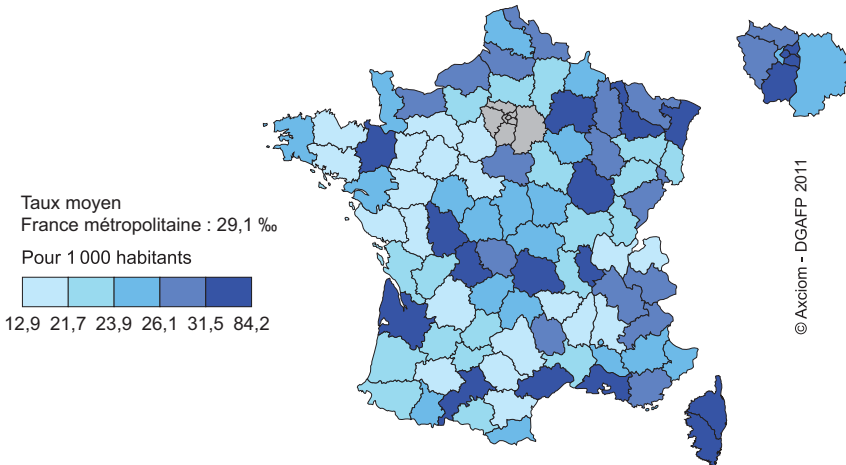 Taux moyen
France métropolitaine : 29,1 ‰
Pour 1 000 habitants
12,9 21,7 23,9 26,1 31,5 84,2
© Axciom - DGAFP 2011